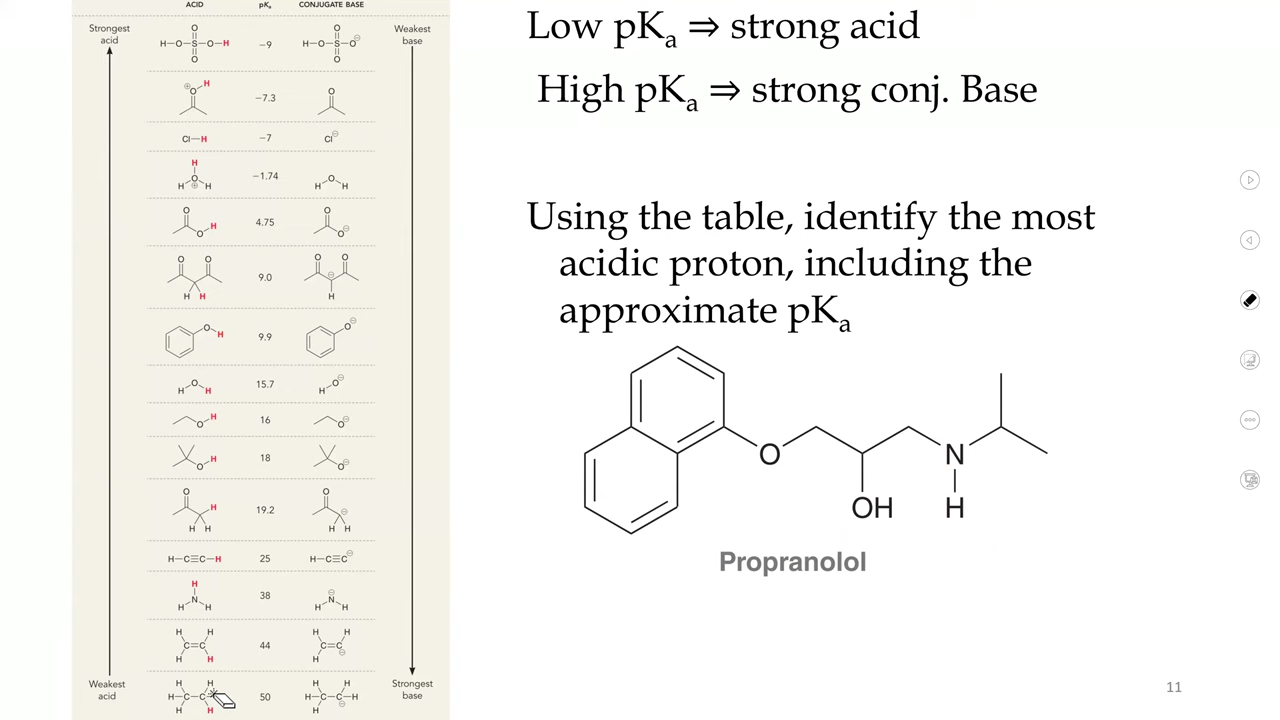 ACID pKa CONJUGATE BASE
Strongest acid
Weakest base
H—O—S—O—H O O −9 H—O—S—O⊖ O O
⊕O H −7.3 O
Cl—H −7 Cl⊖
H H O⊕ H −1.74 H O H
O O H 4.75 O O⊖
O O H H 9.0 O O ⊖ H
O H 9.9 O⊖
H O H 15.7 H O⊖
O H 16 O⊖
O H 18 O⊖
O H H H 19.2 O ⊖ H H
H—C≡C—H 25 H—C≡C⊖
H N H H 38 H N⊖ H
H H C=C H H 44 H H C=C⊖ H
H H H—C—C H H H 50 H H H—C—C—H H ⊖
Weakest acid
Strongest base
Low pKa ⇒ strong acid
High pKa ⇒ strong conj. Base
Using the table, identify the most
acidic proton, including the
approximate pKa
O N
OH H
Propranolol
11